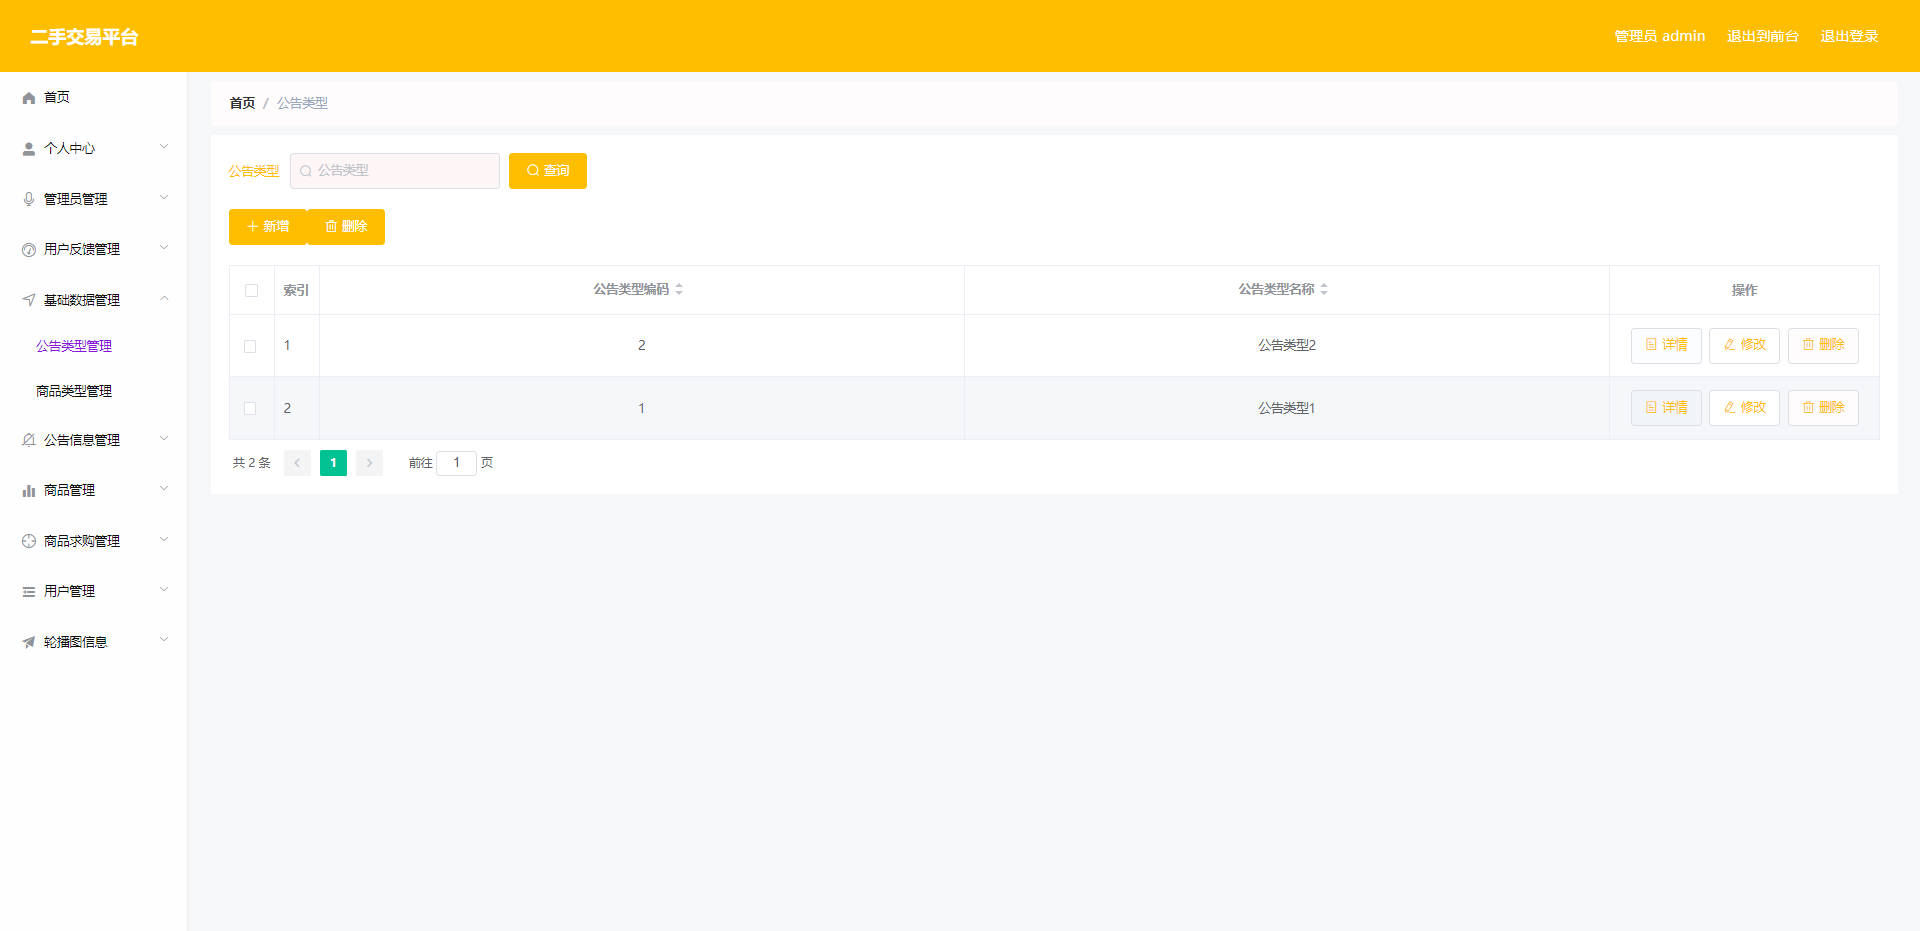 二手交易平台
管理员 admin 退出到前台 退出登录
首页
个人中心
管理员管理
用户反馈管理
基础数据管理
公告类型管理
商品类型管理
公告信息管理
商品管理
商品求购管理
用户管理
轮播图信息
首页 / 公告类型
公告类型 公告类型 查询
新增 删除
索引 公告类型编码 公告类型名称 操作
1 2 公告类型2 详情 修改 删除
2 1 公告类型1 详情 修改 删除
共 2 条 1 前往 1 页